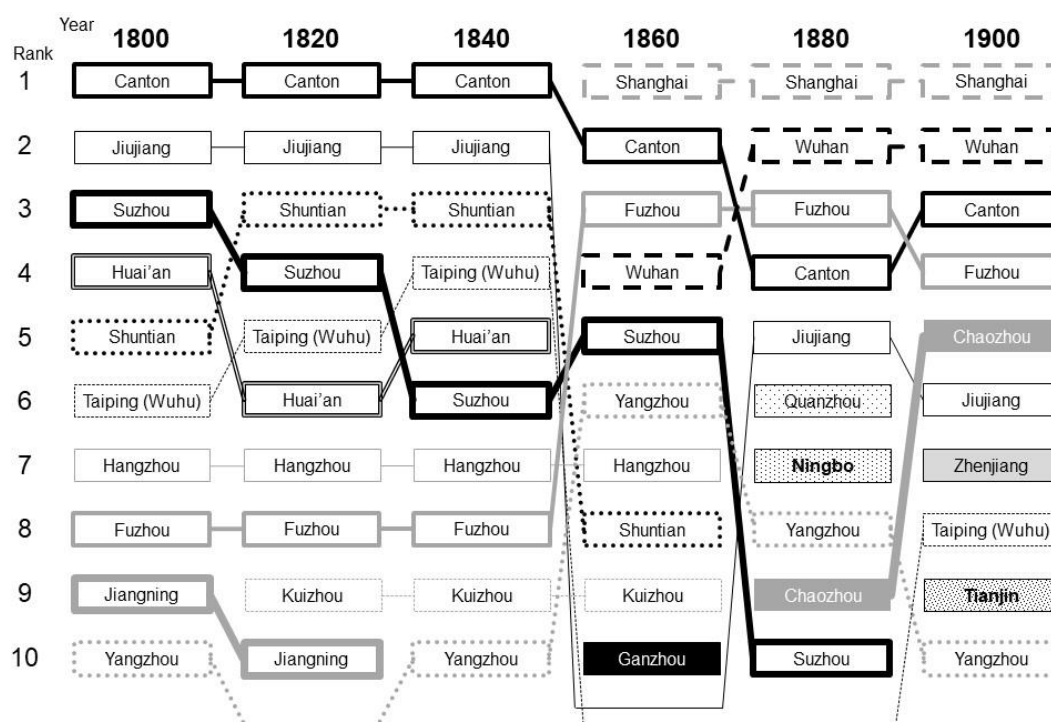 Year
1800 1820 1840 1860 1880 1900
Rank
1 Canton Canton Canton Shanghai Shanghai Shanghai
2 Jiujiang Jiujiang Jiujiang Canton Wuhan Wuhan
3 Suzhou Shuntian Shuntian Fuzhou Fuzhou Canton
4 Huai'an Suzhou Taiping (Wuhu) Wuhan Canton Fuzhou
5 Shuntian Taiping (Wuhu) Huai'an Suzhou Jiujiang Chaozhou
6 Taiping (Wuhu) Huai'an Suzhou Yangzhou Quanzhou Jiujiang
7 Hangzhou Hangzhou Hangzhou Hangzhou Ningbo Zhenjiang
8 Fuzhou Fuzhou Fuzhou Shuntian Yangzhou Taiping (Wuhu)
9 Jiangning Kuizhou Kuizhou Kuizhou Chaozhou Tianjin
10 Yangzhou Jiangning Yangzhou Ganzhou Suzhou Yangzhou